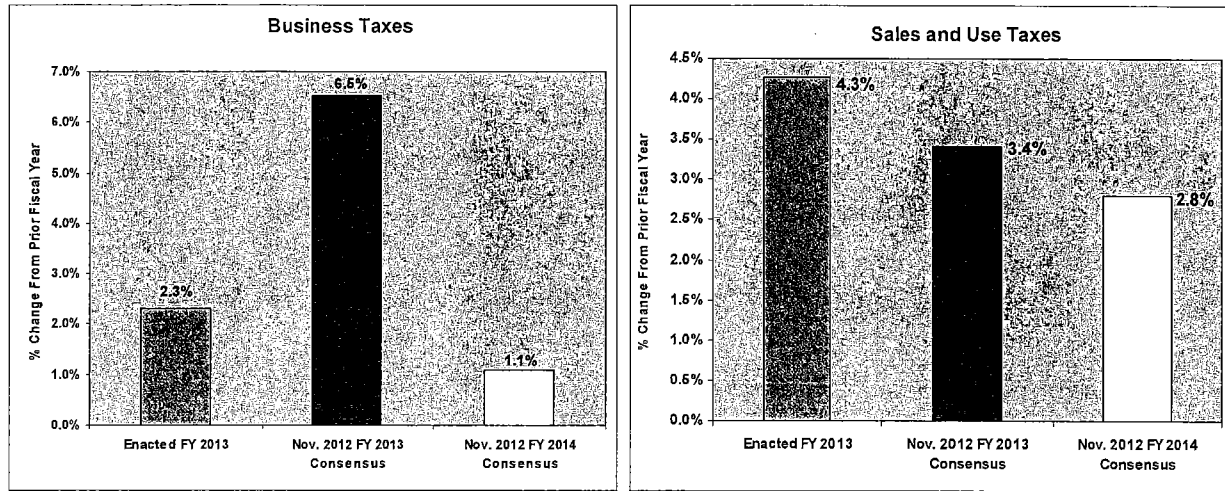 Business Taxes
% Change From Prior Fiscal Year
7.0%
6.0%
5.0%
4.0%
3.0%
2.0%
1.0%
0.0%
2.3%
6.5%
1.1%
Enacted FY 2013
Nov. 2012 FY 2013
Consensus
Nov. 2012 FY 2014
Consensus
Sales and Use Taxes
% Change From Prior Fiscal Year
4.5%
4.0%
3.5%
3.0%
2.5%
2.0%
1.5%
1.0%
0.5%
0.0%
4.3%
3.4%
2.8%
Enacted FY 2013
Nov. 2012 FY 2013
Consensus
Nov. 2012 FY 2014
Consensus